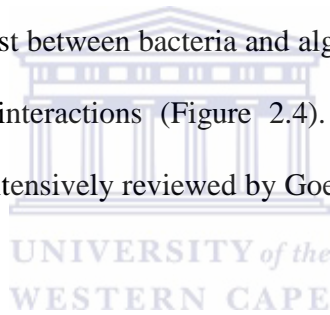 st between bacteria and alg
interactions (Figure 2.4).
tensively reviewed by Goe
UNIVERSITY of the
WESTERN CAPE